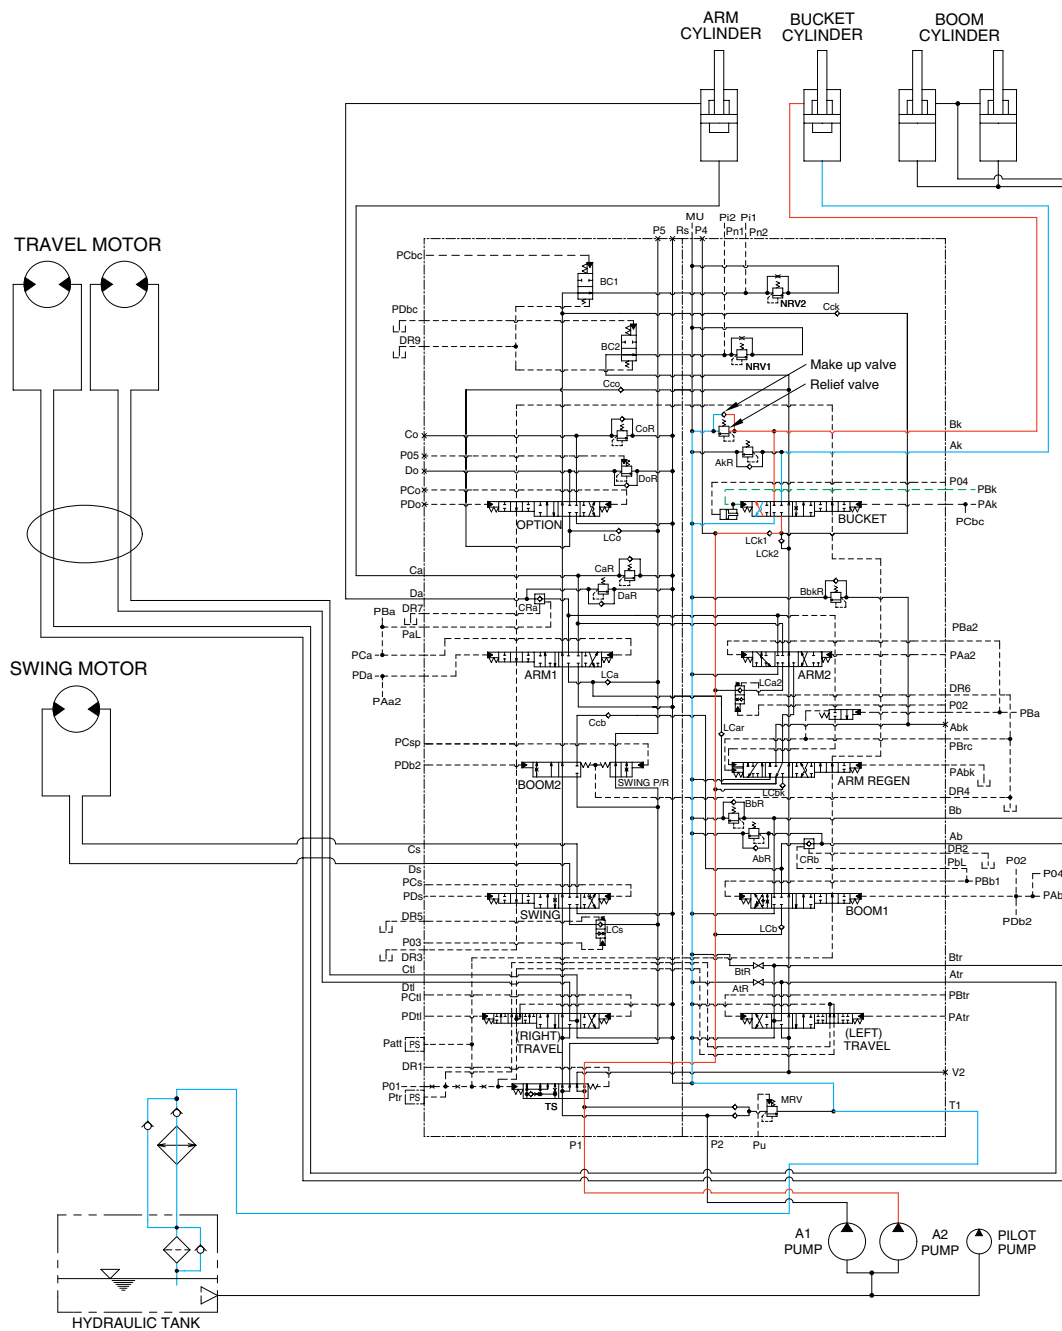 ARM
CYLINDER
BUCKET
CYLINDER
BOOM
CYLINDER
TRAVEL MOTOR
MU
Pi2
Pi1
P5
Rs
P4
Pn1
Pn2
PCbc
BC1
NRV2
Cck
PDbc
DR9
BC2
NRV1
Make up valve
Cco
Relief valve
Co
CoR
Bk
AkR
Ak
P05
Do
DoR
P04
PCo
PBk
PDo
PAk
OPTION
BUCKET
PCbc
LCo
LCk1
LCk2
Ca
CaR
DaR
BbkR
Da
CRa
PBa
DR7
PaL
PBa2
PCa
PAa2
PDa
ARM1
ARM2
PAa2
LCa
LCa2
DR6
P02
PBa
Ccb
LCar
Abk
PCsp
PBrc
PDb2
PAbk
BOOM2
SWING P/R
ARM REGEN
LCbk
DR4
SWING MOTOR
BbR
Bb
AbR
Ab
Cs
CRb
DR2
Ds
PbL
P02
PCs
PBb1
P04
PDs
PAb
SWING
BOOM1
DR5
LCs
PDb2
P03
LCb
DR3
Btr
Ctl
BtR
Atr
Dtl
AtR
PCtl
PBtr
PDtl
PAtr
(RIGHT)
TRAVEL
(LEFT)
TRAVEL
Patt
PS
DR1
V2
P01
Ptr
PS
TS
MRV
T1
P1
P2
Pu
A1
PUMP
A2
PUMP
PILOT
PUMP
HYDRAULIC TANK